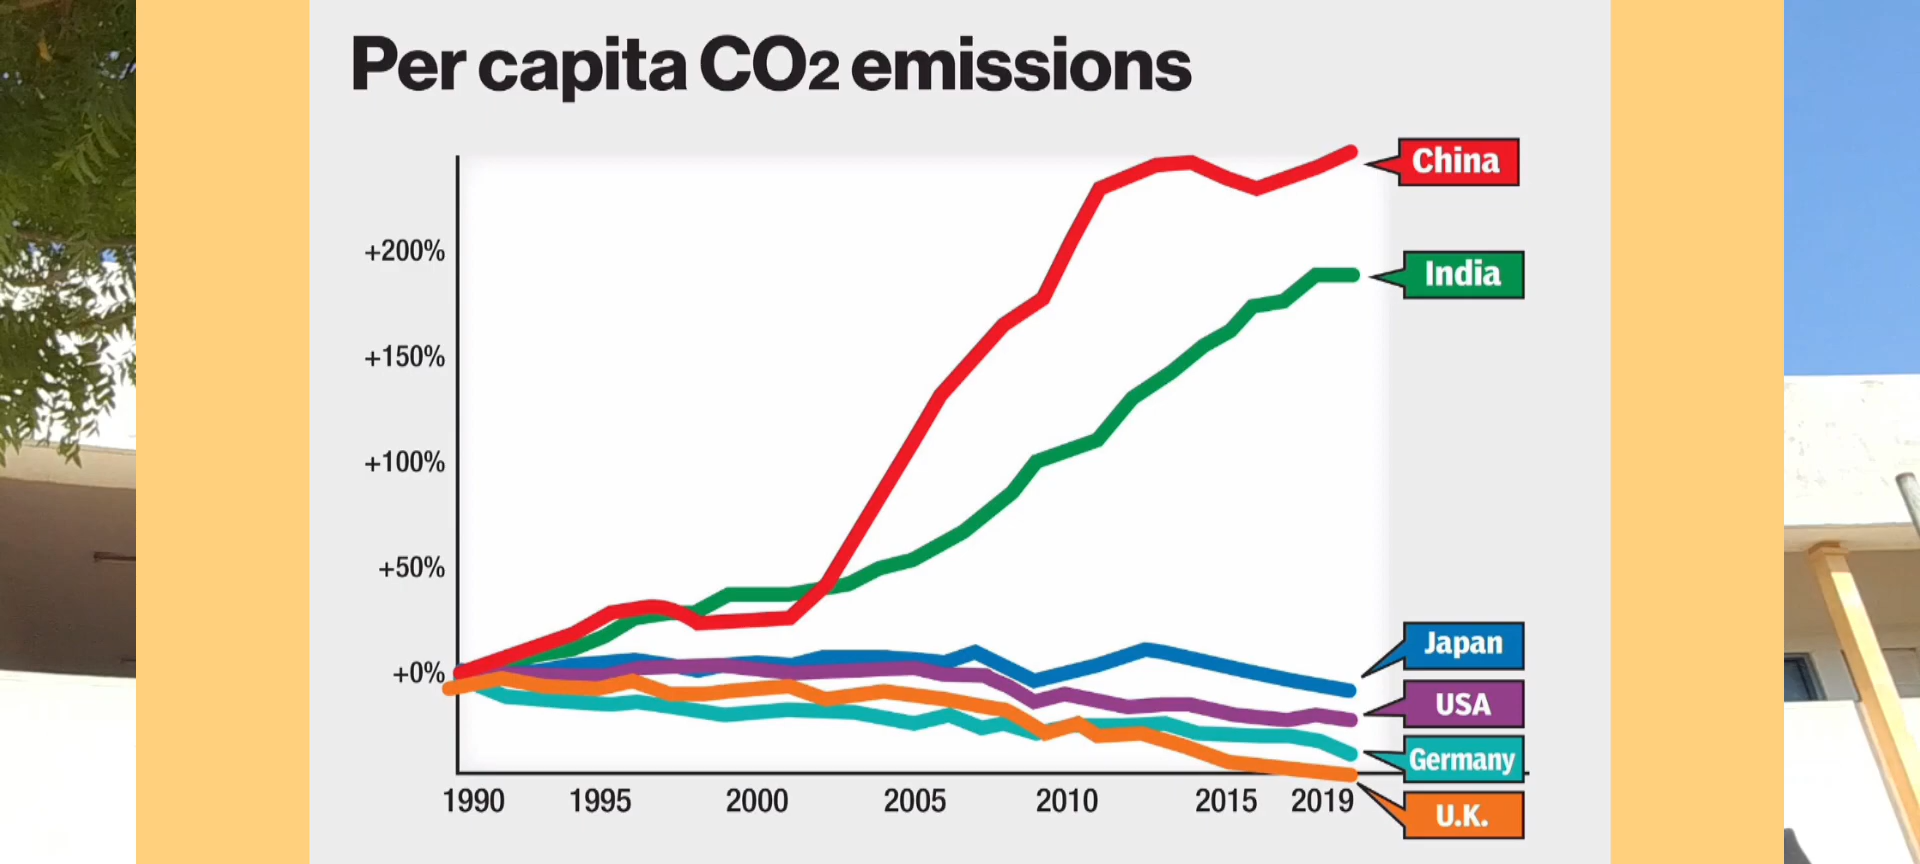 Per capita CO2 emissions
China
+200%
India
+150%
+100%
+50%
Japan
+0%
USA
Germany
1990 1995 2000 2005 2010 2015 2019
U.K.